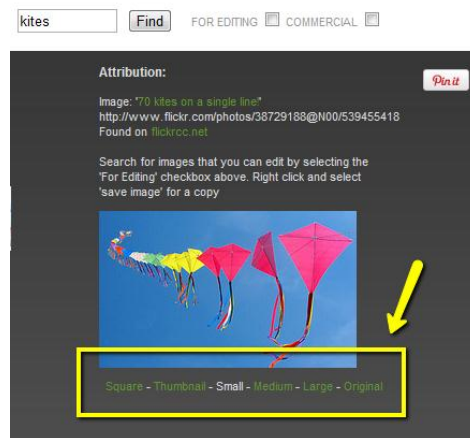 kites Find FOR EDITING COMMERCIAL
Attribution:
Pin it
Image: "70 kites on a single line!"
http://www.flickr.com/photos/38729188@N00/539455418
Found on flickrcc.net
Search for images that you can edit by selecting the
'For Editing' checkbox above. Right click and select
'save image' for a copy
Square - Thumbnail - Small - Medium - Large - Original